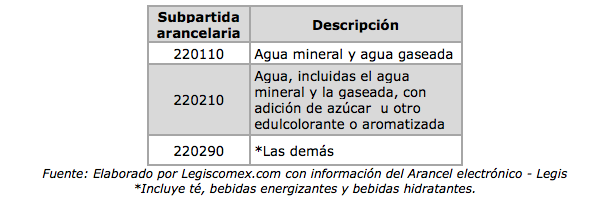 Subpartida arancelaria Descripción
220110 Agua mineral y agua gaseada
220210 Agua, incluidas el agua
mineral y la gaseada, con
adición de azúcar u otro
edulcorante o aromatizada
220290 *Las demás
Fuente: Elaborado por Legiscomex.com con información del Arancel electrónico - Legis
*Incluye té, bebidas energizantes y bebidas hidratantes.